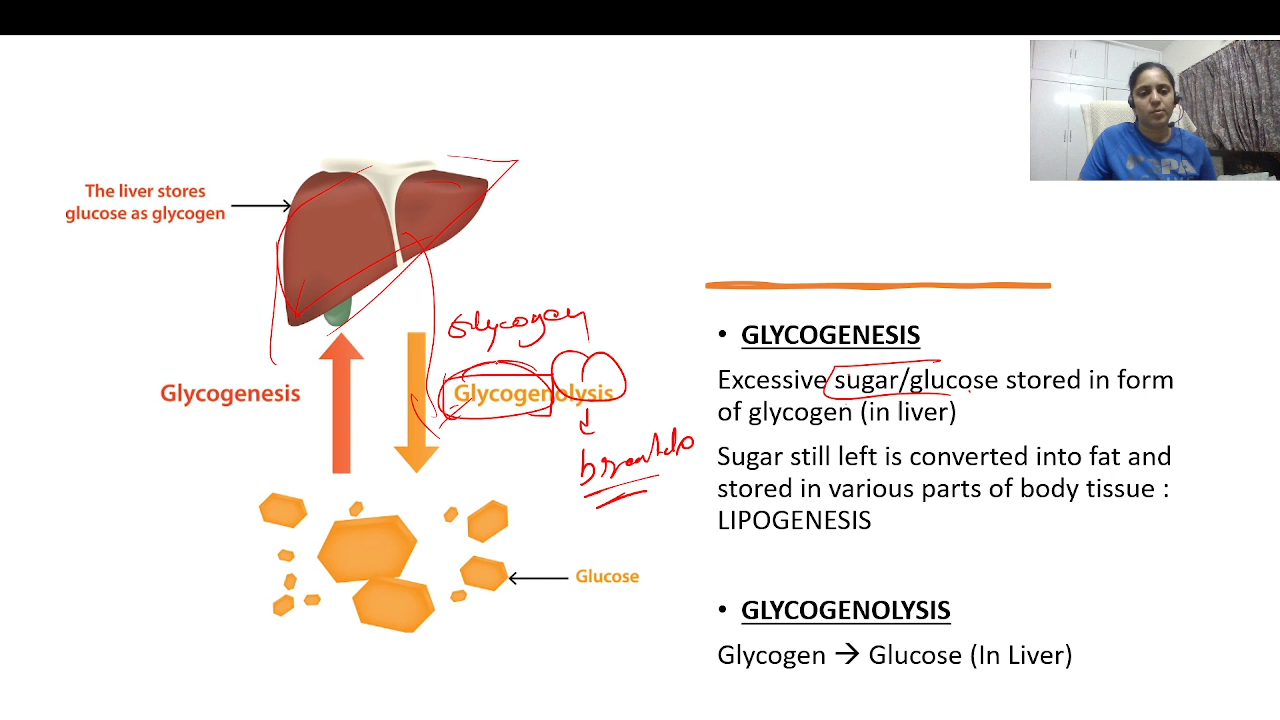 The liver stores
glucose as glycogen
Glycogen
Glycogenesis
Glycogenolysis
Glucose
• GLYCOGENESIS
Excessive sugar/glucose stored in form
of glycogen (in liver)
Sugar still left is converted into fat and
stored in various parts of body tissue :
LIPOGENESIS
• GLYCOGENOLYSIS
Glycogen → Glucose (In Liver)